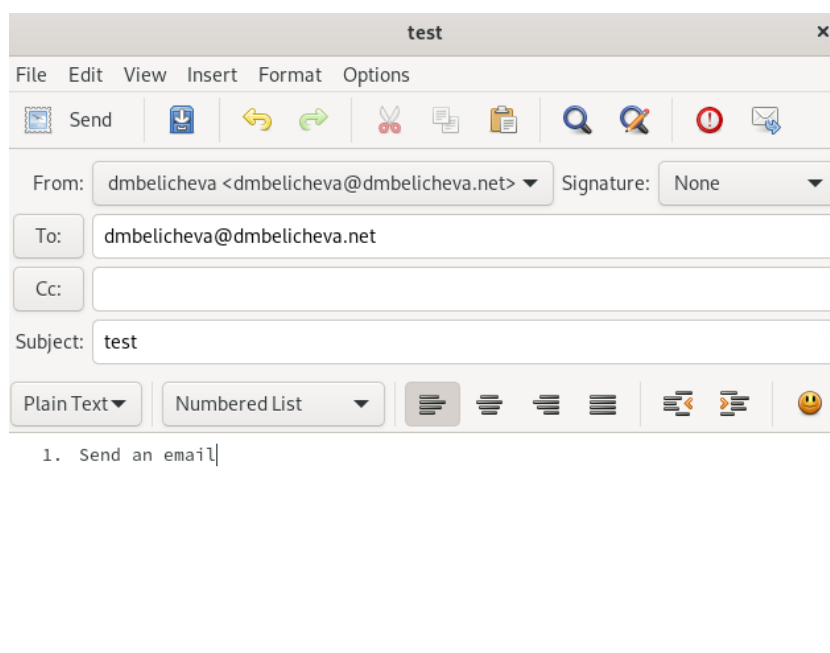 test ×
File Edit View Insert Format Options
Send
From: dmbelicheva <dmbelicheva@dmbelicheva.net> Signature: None
To: dmbelicheva@dmbelicheva.net
Cc:
Subject: test
Plain Text Numbered List
1. Send an email